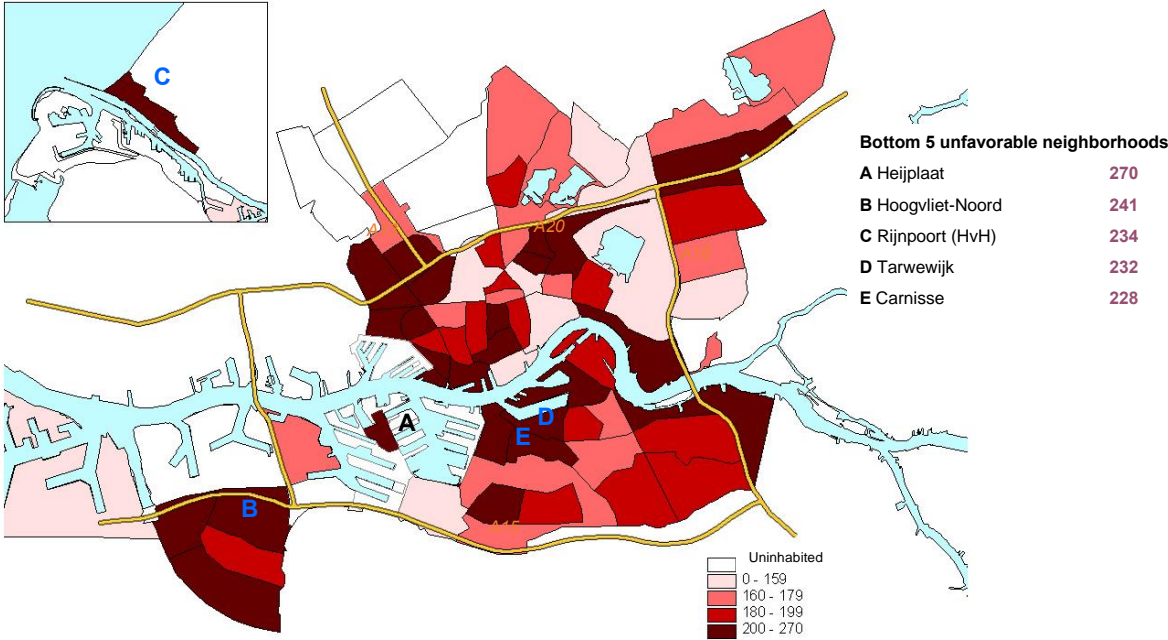 C
Bottom 5 unfavorable neighborhoods
A Heijplaat 270
B Hoogvliet-Noord 241
C Rijnpoort (HvH) 234
D Tarwewijk 232
E Carnisse 228
A20
A
D
E
B
A15
Uninhabited
0 - 159
160 - 179
180 - 199
200 - 270